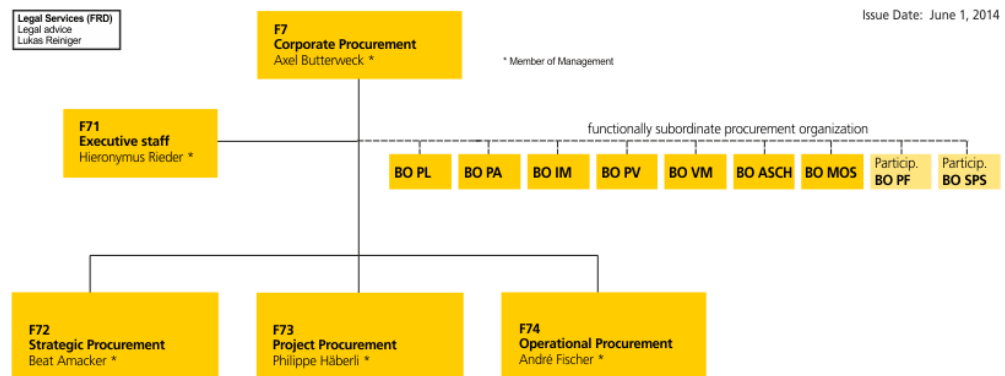 Legal Services (FRD)
Legal advice
Lukas Reiniger
Issue Date: June 1, 2014
F7
Corporate Procurement
Axel Butterweck *
* Member of Management
F71
Executive staff
Hieronymus Rieder *
functionally subordinate procurement organization
BO PL
BO PA
BO IM
BO PV
BO VM
BO ASCH
BO MOS
Particip.
BO PF
Particip.
BO SPS
F72
Strategic Procurement
Beat Amacker *
F73
Project Procurement
Philippe Häberli *
F74
Operational Procurement
André Fischer *